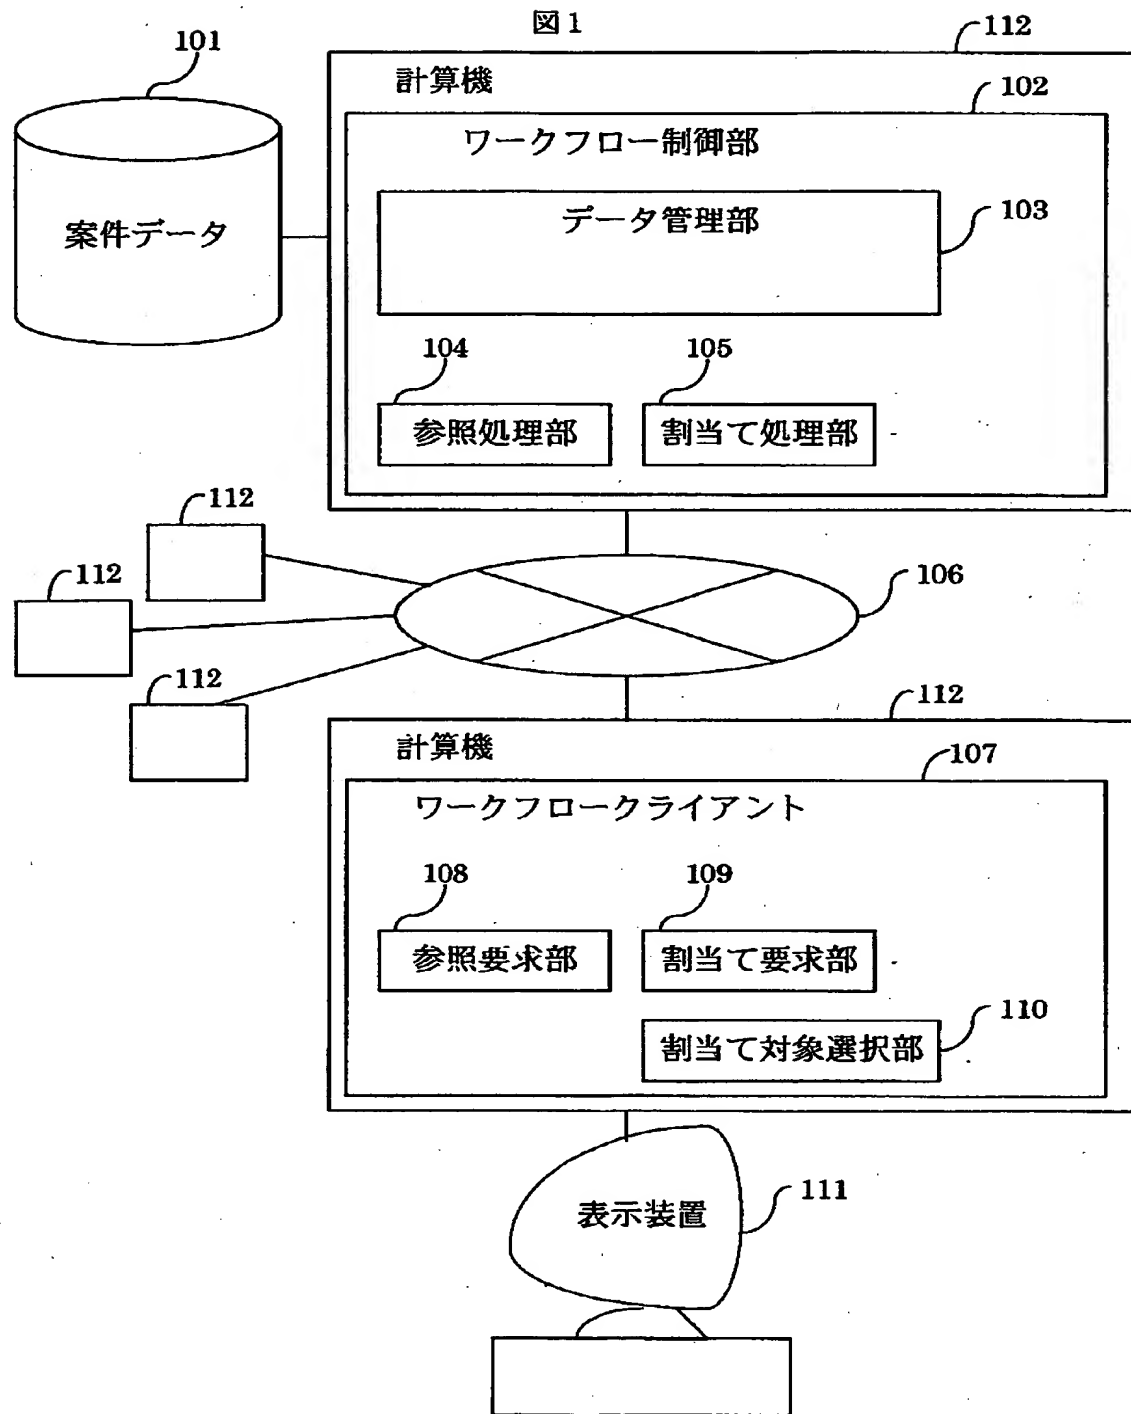 図1
101
112
計算機
102
ワークフロー制御部
データ管理部
103
案件データ
104
105
参照処理部
割当て処理部
112
112
106
112
112
計算機
107
ワークフロークライアント
108
109
参照要求部
割当て要求部
110
割当て対象選択部
表示装置
111